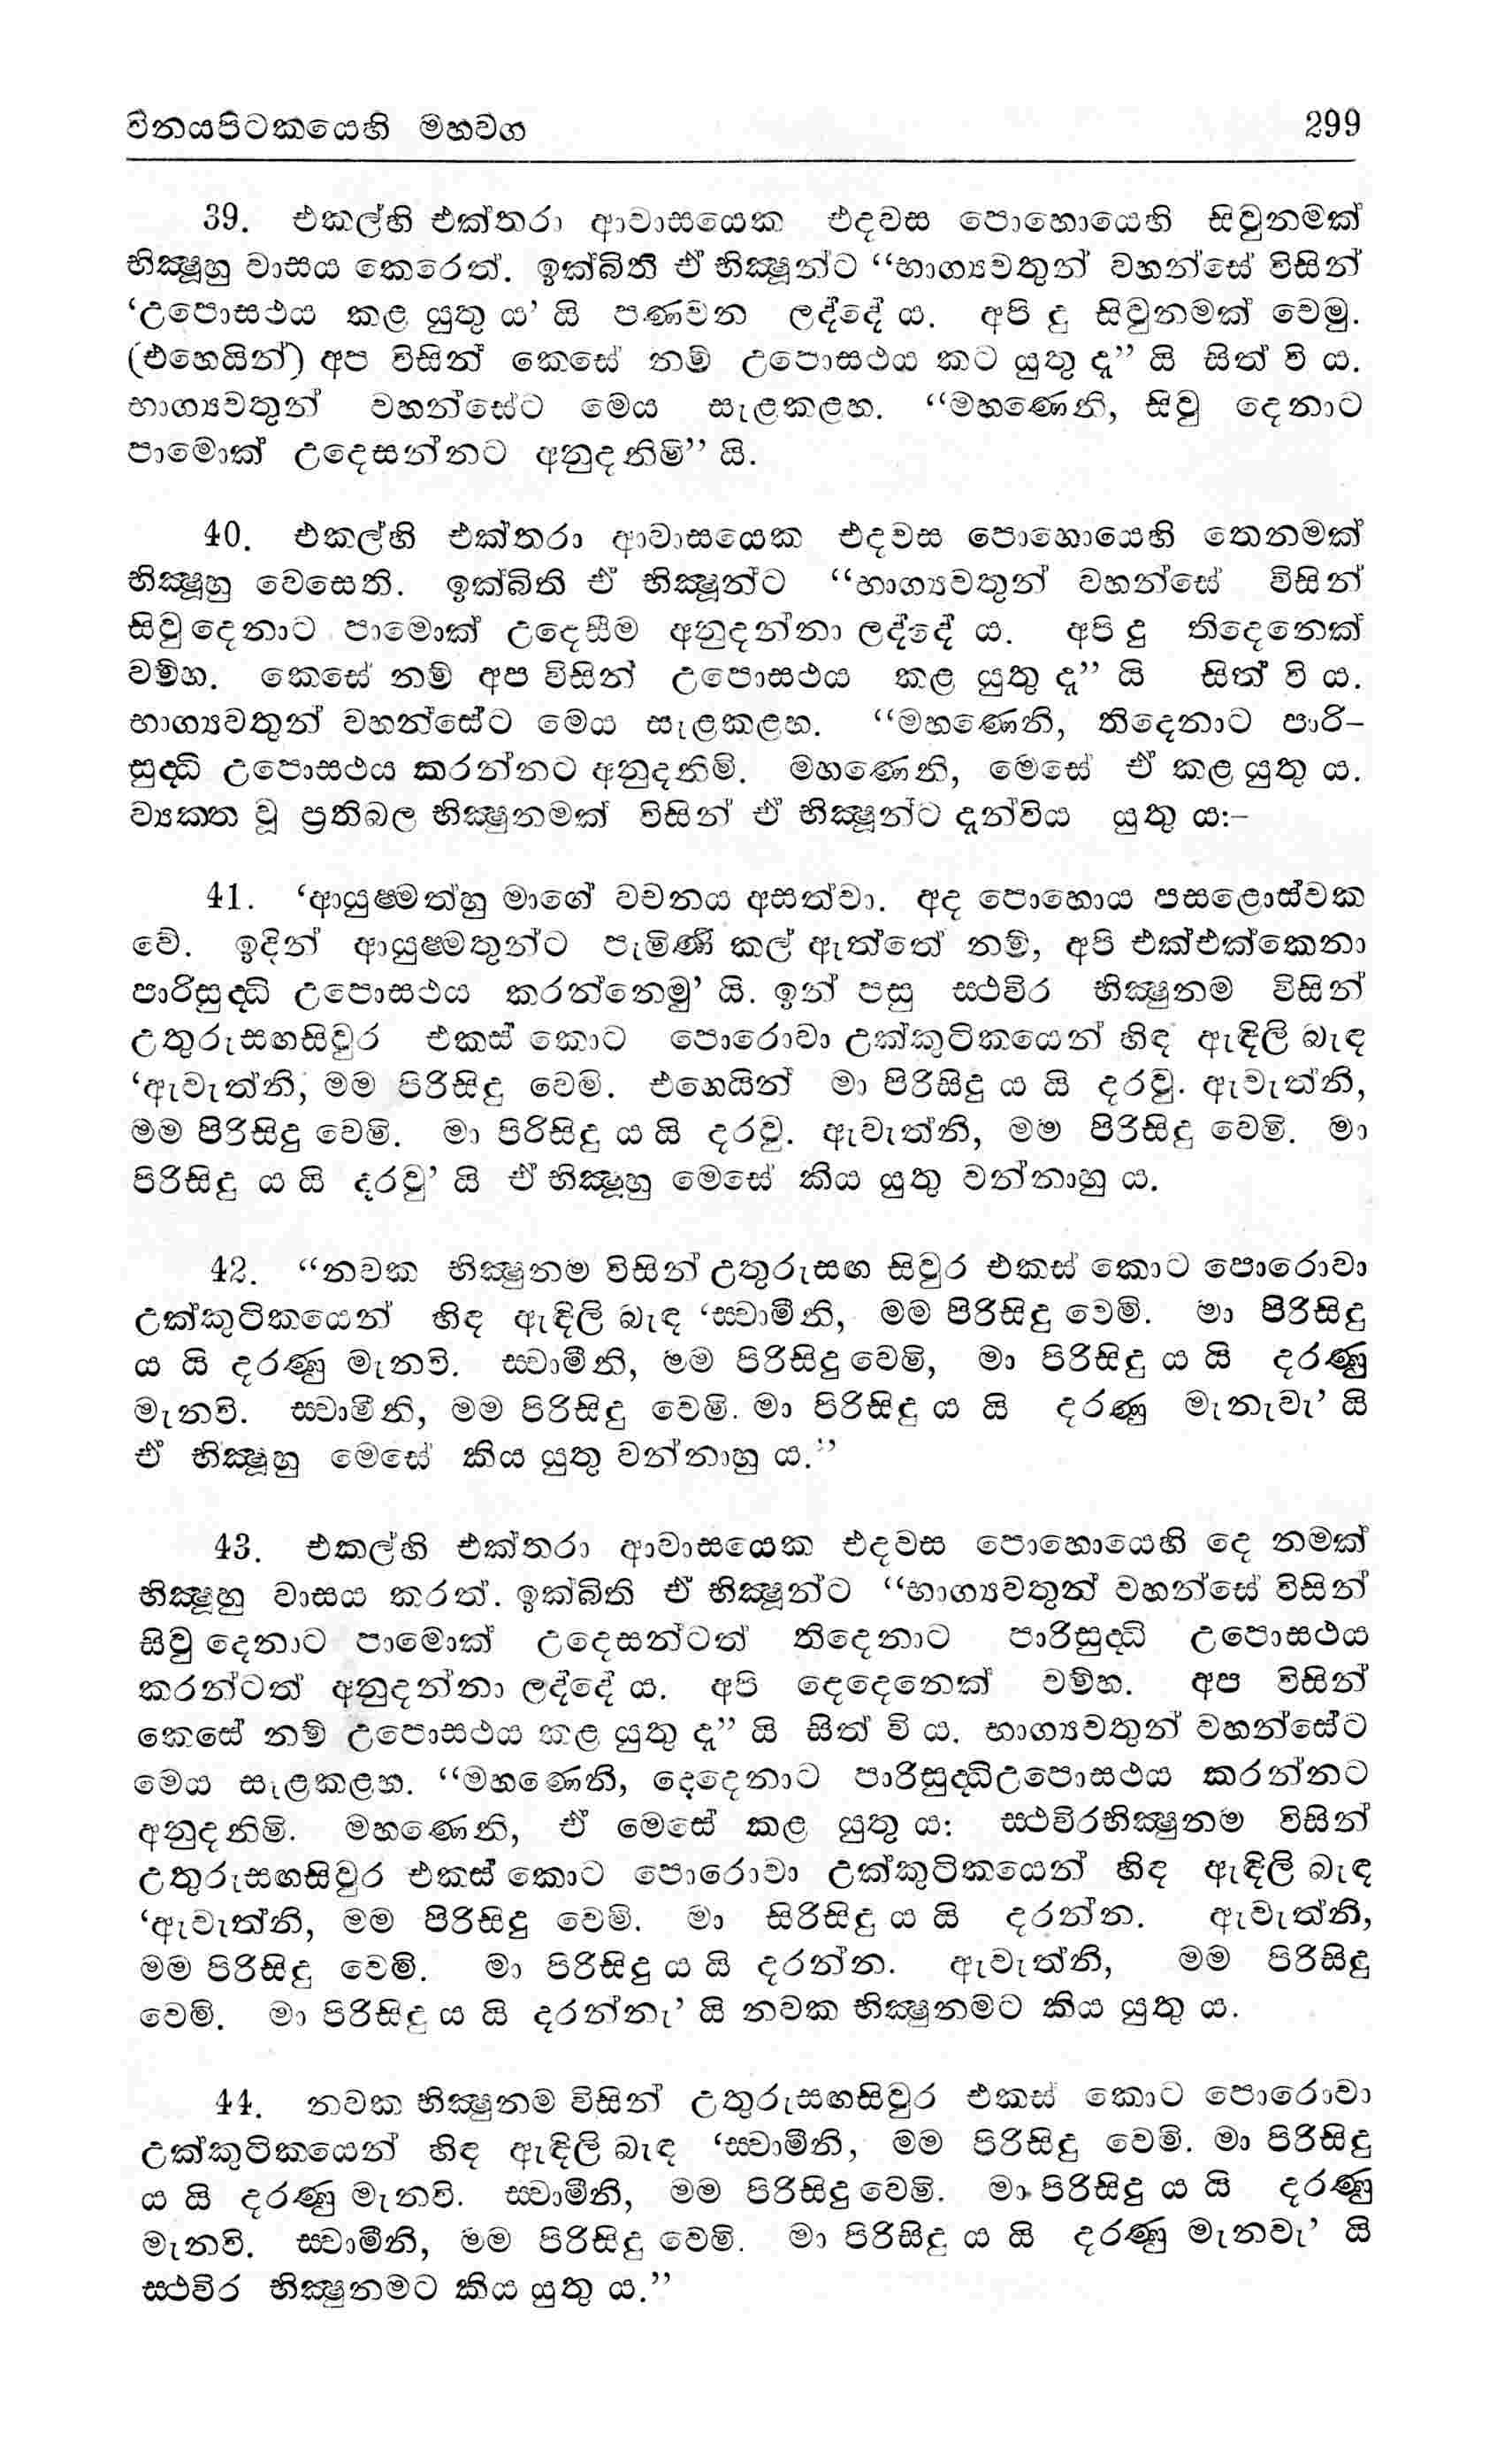 විනයපිටකයෙහි මහවග 299
39. එකල්හි එක්තරා ආවාසයෙක එදවස පොහොයෙහි සිවුනමක්
භික්‍ෂූහු වාසය කෙරෙත්. ඉක්බිති ඒ භික්‍ෂූන්ට “භාග්‍යවතුන් වහන්සේ විසින්
‘උපොසථය කළ යුතු ය’ යි පණවන ලද්දේ ය. අපි දු සිවුනමක් වෙමු.
(එහෙයින්) අප විසින් කෙසේ නම් උපොසථය කට යුතු දැ” යි සිත් වි ය.
භාග්‍යවතුන් වහන්සේට මෙය සැළකළහ. “මහණෙනි, සිවු දෙනාට
පාමොක් උදෙසන්නට අනුදනිමි” යි.
40. එකල්හි එක්තරා ආවාසයෙක එදවස පොහොයෙහි තෙනමක්
භික්‍ෂූහු වෙසෙති. ඉක්බිති ඒ භික්‍ෂූන්ට “භාග්‍යවතුන් වහන්සේ විසින්
සිවුදෙනාට පාමොක් උදෙසීම අනුදන්නා ලද්දේ ය. අපි දු තිදෙනෙක්
වම්හ. කෙසේ නම් අප විසින් උපොසථය කළ යුතු දැ” යි සිත් වි ය.
භාග්‍යවතුන් වහන්සේට මෙය සැළකළහ. “මහණෙනි, තිදෙනාට පාරි-
සුද්‍ධි උපොසථය කරන්නට අනුදනිමි. මහණෙනි, මෙසේ ඒ කළ යුතු ය.
ව්‍යක්ත වූ ප්‍රතිබල භික්‍ෂුනමක් විසින් ඒ භික්‍ෂූන්ට දැන්විය යුතු ය:-
41. ‘ආයුෂ්මත්හු මාගේ වචනය අසත්වා. අද පොහොය පසළොස්වක
වේ. ඉදින් ආයුෂ්මතුන්ට පැමිණි කල් ඇත්තේ නම්, අපි එක්එක්කෙනා
පාරිසුද්‍ධි උපොසථය කරන්නෙමු’ යි. ඉන් පසු ස්ථවිර භික්‍ෂුනම විසින්
උතුරුසඟසිවුර එකස් කොට පොරොවා උක්කුටිකයෙන් හිඳ ඇඳිලි බැඳ
‘ඇවැත්නි, මම පිරිසිදු වෙමි. එහෙයින් මා පිරිසිදු ය යි දරවු. ඇවැත්නි,
මම පිරිසිදු වෙමි. මා පිරිසිදු ය යි දරවු. ඇවැත්නි, මම පිරිසිදු වෙමි. මා
පිරිසිදු ය යි දරවු’ යි ඒ භික්‍ෂූහු මෙසේ කිය යුතු වන්නාහු ය.
42. “නවක භික්‍ෂුනම විසින් උතුරුසඟ සිවුර එකස් කොට පොරොවා
උක්කුටිකයෙන් හිඳ ඇඳිලි බැඳ ‘ස්වාමීනි, මම පිරිසිදු වෙමි. මා පිරිසිදු
ය යි දරණු මැනවි. ස්වාමීනි, මම පිරිසිදු වෙමි, මා පිරිසිදු ය යි දරණු
මැනවි. ස්වාමීනි, මම පිරිසිදු වෙමි. මා පිරිසිදු ය යි දරණු මැනැවැ’ යි
ඒ භික්‍ෂූහු මෙසේ කිය යුතු වන්නාහු ය.”
43. එකල්හි එක්තරා ආවාසයෙක එදවස පොහොයෙහි දෙ නමක්
භික්‍ෂූහු වාසය කරත්. ඉක්බිති ඒ භික්‍ෂූන්ට “භාග්‍යවතුන් වහන්සේ විසින්
සිවු දෙනාට පාමොක් උදෙසන්ටත් තිදෙනාට පාරිසුද්‍ධි උපොසථය
කරන්ටත් අනුදන්නා ලද්දේ ය. අපි දෙදෙනෙක් වම්හ. අප විසින්
කෙසේ නම් උපොසථය කළ යුතු දැ” යි සිත් වි ය. භාග්‍යවතුන් වහන්සේට
මෙය සැළකළහ. “මහණෙනි, දෙදෙනාට පාරිසුද්‍ධිඋපොසථය කරන්නට
අනුදනිමි. මහණෙනි, ඒ මෙසේ කළ යුතු ය: ස්ථවිරභික්‍ෂුනම විසින්
උතුරුසඟසිවුර එකස් කොට පොරොවා උක්කුටිකයෙන් හිඳ ඇඳිලි බැඳ
‘ඇවැත්නි, මම පිරිසිදු වෙමි. මා සිරිසිදු ය යි දරන්න. ඇවැත්නි,
මම පිරිසිදු වෙමි. මා පිරිසිදු ය යි දරන්න. ඇවැත්නි, මම පිරිසිදු
වෙමි. මා පිරිසිදු ය යි දරන්නැ’ යි නවක භික්‍ෂුනමට කිය යුතු ය.
44. නවක භික්‍ෂුනම විසින් උතුරුසඟසිවුර එකස් කොට පොරොවා
උක්කුටිකයෙන් හිඳ ඇඳිලි බැඳ ‘ස්වාමීනි, මම පිරිසිදු වෙමි. මා පිරිසිදු
ය යි දරණු මැනවි. ස්වාමීනි, මම පිරිසිදු වෙමි. මා පිරිසිදු ය යි දරණු
මැනවි. ස්වාමීනි, මම පිරිසිදු වෙමි. මා පිරිසිදු ය යි දරණු මැනවැ’ යි
ස්ථවිර භික්‍ෂුනමට කිය යුතු ය.”